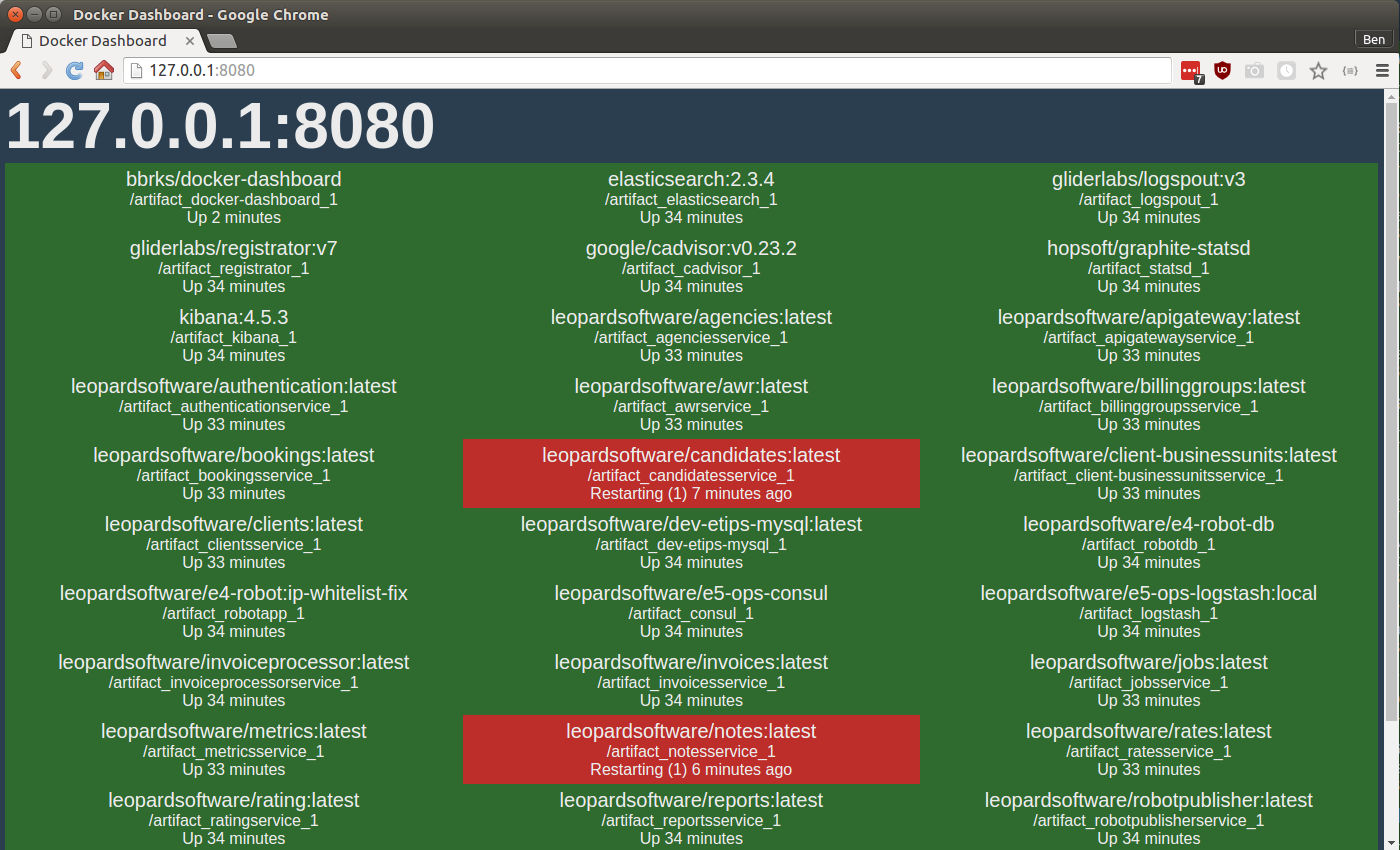 Docker Dashboard - Google Chrome
Docker Dashboard
Ben
127.0.0.1:8080
7
127.0.0.1:8080
bbrks/docker-dashboard
/artifact_docker-dashboard_1
Up 2 minutes
elasticsearch:2.3.4
/artifact_elasticsearch_1
Up 34 minutes
gliderlabs/logspout:v3
/artifact_logspout_1
Up 34 minutes
gliderlabs/registrator:v7
/artifact_registrator_1
Up 34 minutes
google/cadvisor:v0.23.2
/artifact_cadvisor_1
Up 34 minutes
hopsoft/graphite-statsd
/artifact_statsd_1
Up 34 minutes
kibana:4.5.3
/artifact_kibana_1
Up 34 minutes
leopardsoftware/agencies:latest
/artifact_agenciesservice_1
Up 33 minutes
leopardsoftware/apigateway:latest
/artifact_apigatewayservice_1
Up 33 minutes
leopardsoftware/authentication:latest
/artifact_authenticationservice_1
Up 33 minutes
leopardsoftware/awr:latest
/artifact_awrservice_1
Up 33 minutes
leopardsoftware/billinggroups:latest
/artifact_billinggroupsservice_1
Up 33 minutes
leopardsoftware/bookings:latest
/artifact_bookingsservice_1
Up 33 minutes
leopardsoftware/candidates:latest
/artifact_candidatesservice_1
Restarting (1) 7 minutes ago
leopardsoftware/client-businessunits:latest
/artifact_client-businessunitsservice_1
Up 33 minutes
leopardsoftware/clients:latest
/artifact_clientsservice_1
Up 33 minutes
leopardsoftware/dev-etips-mysql:latest
/artifact_dev-etips-mysql_1
Up 34 minutes
leopardsoftware/e4-robot-db
/artifact_robotdb_1
Up 34 minutes
leopardsoftware/e4-robot:ip-whitelist-fix
/artifact_robotapp_1
Up 34 minutes
leopardsoftware/e5-ops-consul
/artifact_consul_1
Up 34 minutes
leopardsoftware/e5-ops-logstash:local
/artifact_logstash_1
Up 34 minutes
leopardsoftware/invoiceprocessor:latest
/artifact_invoiceprocessorservice_1
Up 34 minutes
leopardsoftware/invoices:latest
/artifact_invoicesservice_1
Up 34 minutes
leopardsoftware/jobs:latest
/artifact_jobsservice_1
Up 33 minutes
leopardsoftware/metrics:latest
/artifact_metricsservice_1
Up 33 minutes
leopardsoftware/notes:latest
/artifact_notesservice_1
Restarting (1) 6 minutes ago
leopardsoftware/rates:latest
/artifact_ratesservice_1
Up 33 minutes
leopardsoftware/rating:latest
/artifact_ratingservice_1
Up 34 minutes
leopardsoftware/reports:latest
/artifact_reportsservice_1
Up 34 minutes
leopardsoftware/robotpublisher:latest
/artifact_robotpublisherservice_1
Up 34 minutes